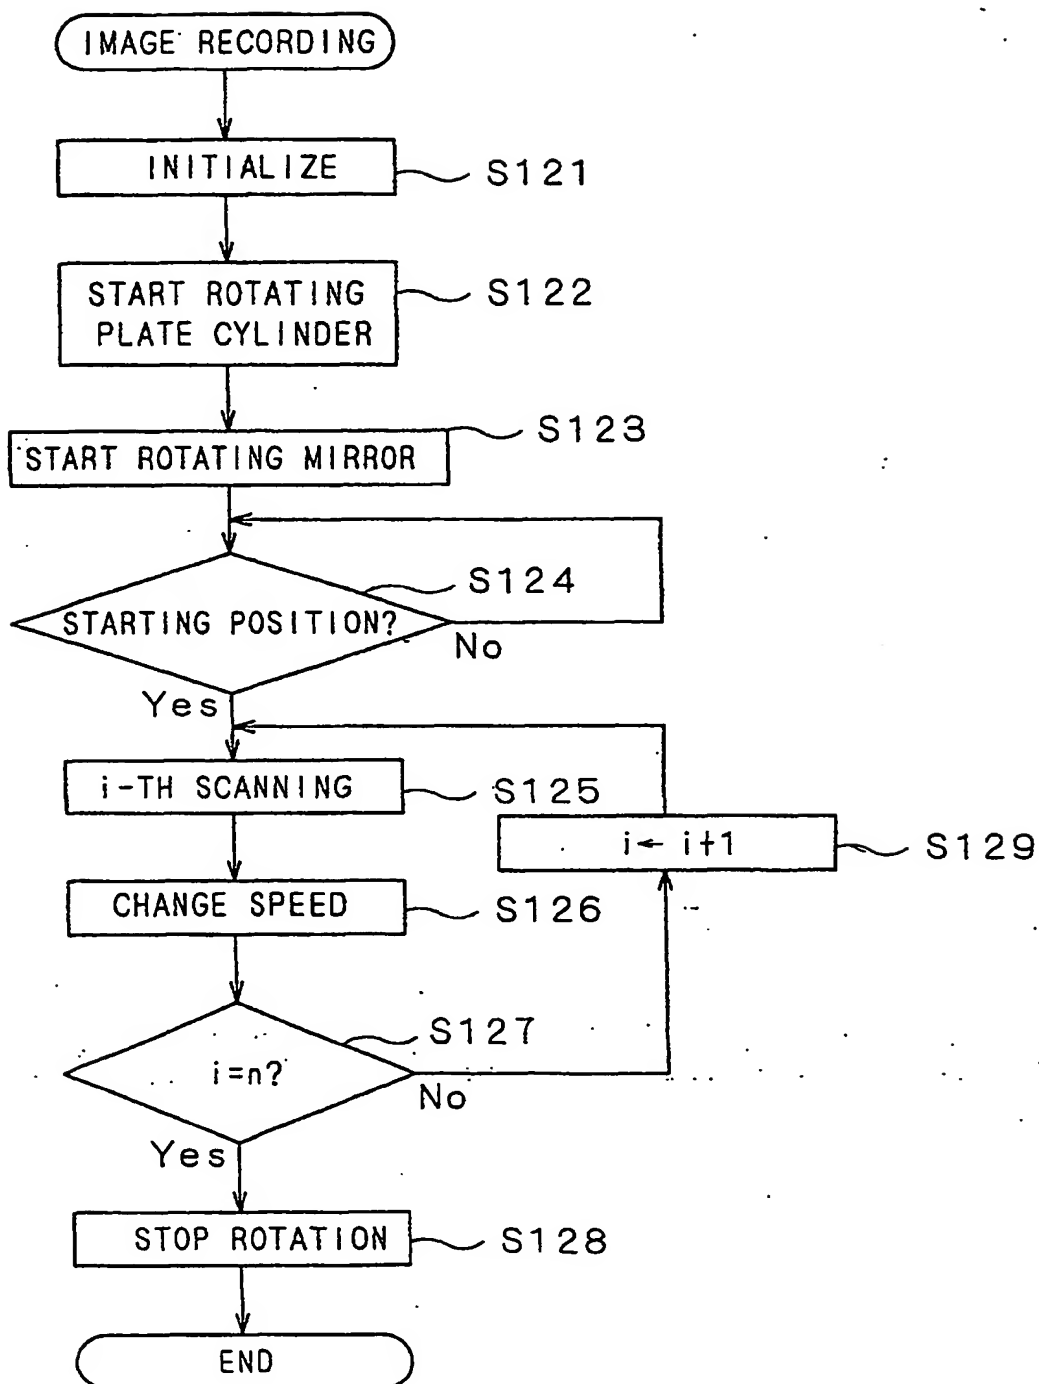 IMAGE RECORDING
INITIALIZE
S121
START ROTATING
PLATE CYLINDER
S122
S123
START ROTATING MIRROR
S124
STARTING POSITION?
No
Yes
i-TH SCANNING
S125
i← i+1
S129
CHANGE SPEED
S126
S127
i=n?
No
Yes
STOP ROTATION
S128
END